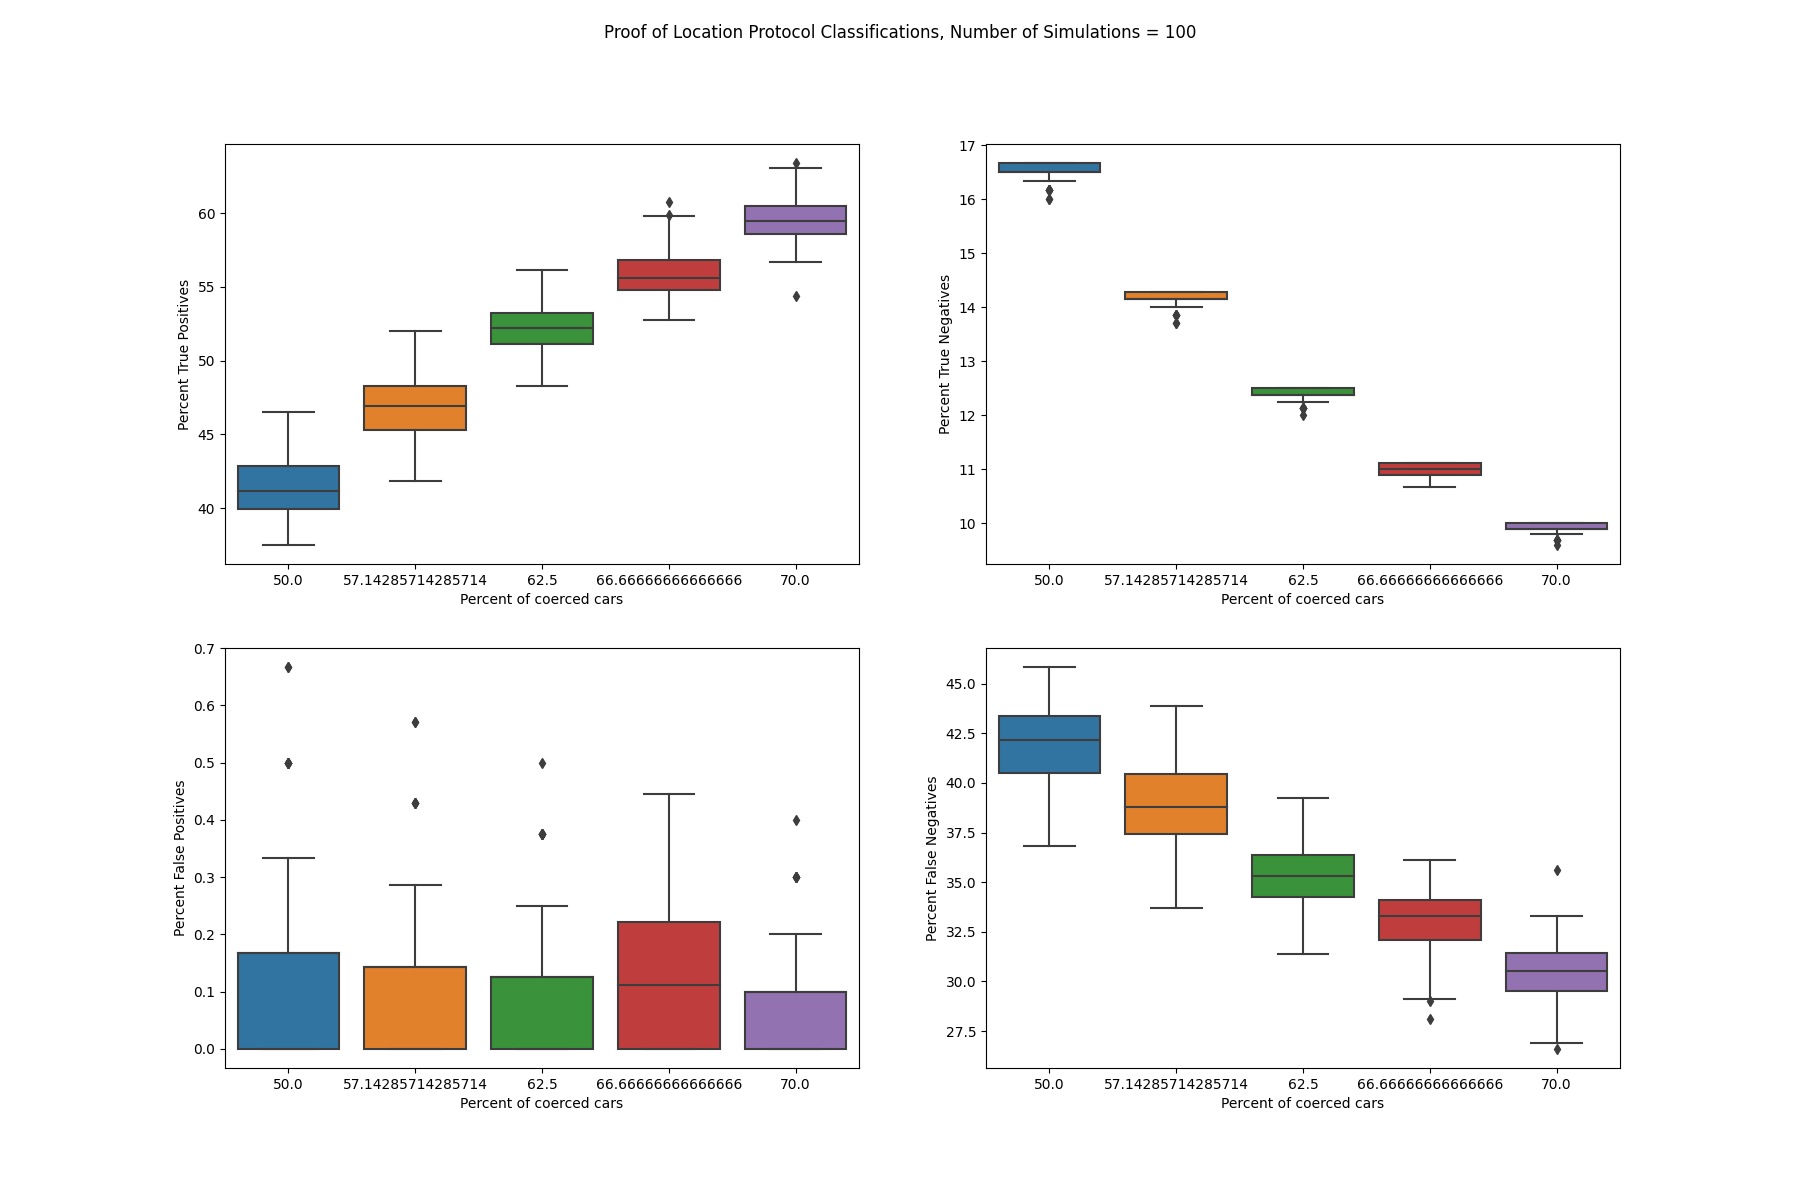 Proof of Location Protocol Classifications, Number of Simulations = 100
Percent True Positives
60
55
50
45
40
50.0 57.14285714285714 62.5 66.66666666666666 70.0
Percent of coerced cars
Percent True Negatives
17
16
15
14
13
12
11
10
50.0 57.14285714285714 62.5 66.66666666666666 70.0
Percent of coerced cars
Percent False Positives
0.7
0.6
0.5
0.4
0.3
0.2
0.1
0.0
50.0 57.14285714285714 62.5 66.66666666666666 70.0
Percent of coerced cars
Percent False Negatives
45.0
42.5
40.0
37.5
35.0
32.5
30.0
27.5
50.0 57.14285714285714 62.5 66.66666666666666 70.0
Percent of coerced cars